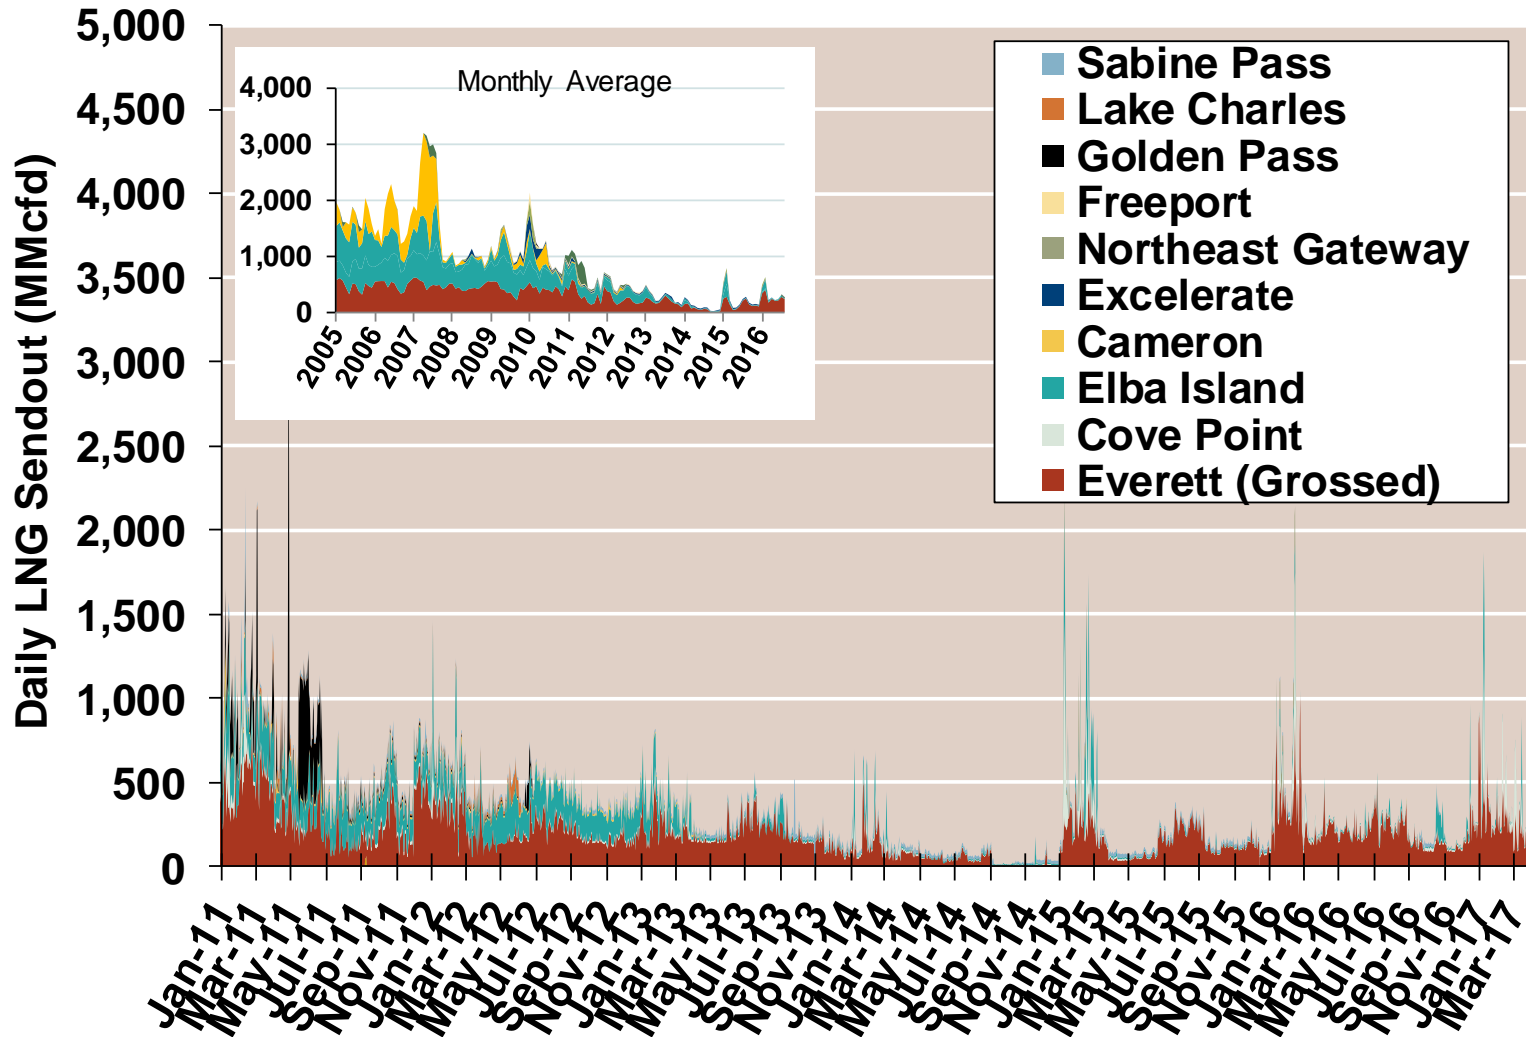 Daily LNG Sendout (MMcfd)
5,000
4,500
4,000
3,500
3,000
2,500
2,000
1,500
1,000
500
0
Monthly Average
4,000
3,000
2,000
1,000
0
2005
2006
2007
2008
2009
2010
2011
2012
2013
2014
2015
2016
Sabine Pass
Lake Charles
Golden Pass
Freeport
Northeast Gateway
Excelerate
Cameron
Elba Island
Cove Point
Everett (Grossed)
Jan-11
Mar-11
May-11
Jul-11
Sep-11
Nov-11
Jan-12
Mar-12
May-12
Jul-12
Sep-12
Nov-12
Jan-13
Mar-13
May-13
Jul-13
Sep-13
Nov-13
Jan-14
Mar-14
May-14
Jul-14
Sep-14
Nov-14
Jan-15
Mar-15
May-15
Jul-15
Sep-15
Nov-15
Jan-16
Mar-16
May-16
Jul-16
Sep-16
Nov-16
Jan-17
Mar-17